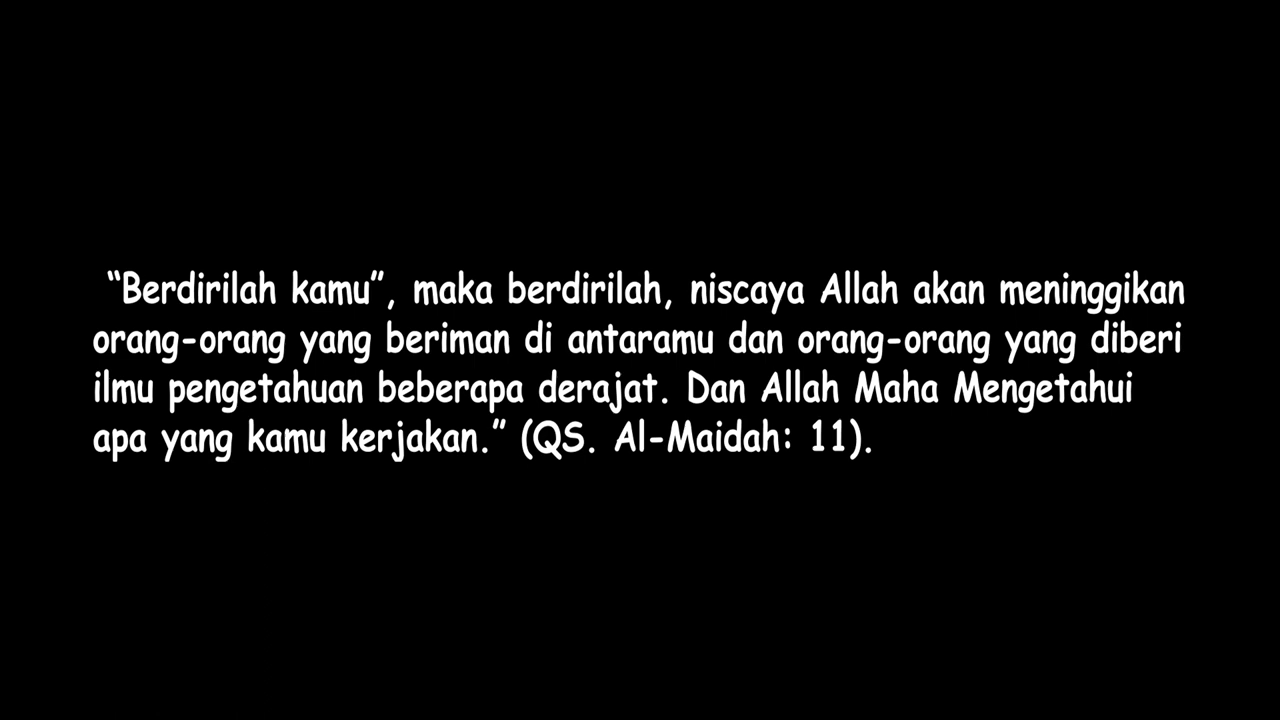 “Berdirilah kamu”, maka berdirilah, niscaya Allah akan meninggikan
orang-orang yang beriman di antaramu dan orang-orang yang diberi
ilmu pengetahuan beberapa derajat. Dan Allah Maha Mengetahui
apa yang kamu kerjakan.” (QS. Al-Maidah: 11).